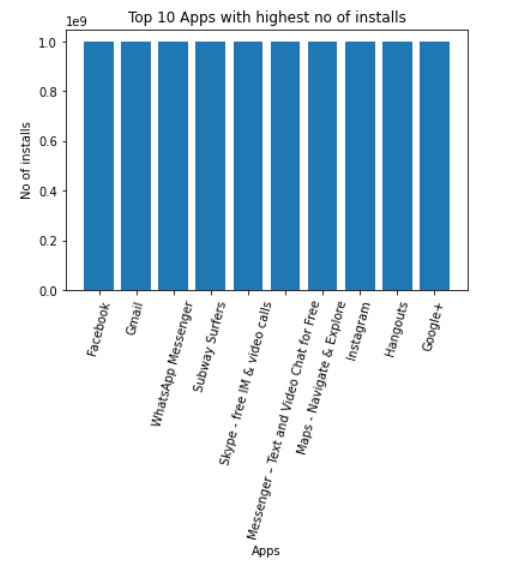 Top 10 Apps with highest no of installs
1e9
1.0
0.8
0.6
0.4
0.2
0.0
No of installs
Facebook
Gmail
WhatsApp Messenger
Subway Surfers
Skype - free IM & video calls
Messenger – Text and Video Chat for Free
Maps - Navigate & Explore
Instagram
Hangouts
Google+
Apps